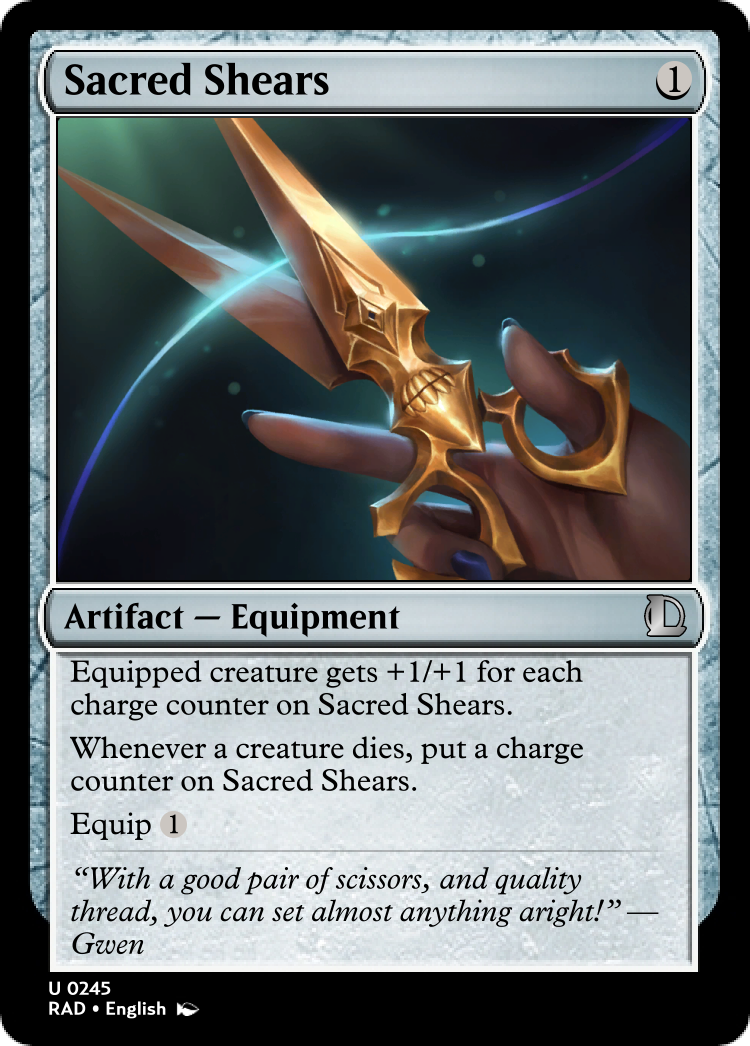 Sacred Shears 1
Artifact — Equipment
Equipped creature gets +1/+1 for each
charge counter on Sacred Shears.
Whenever a creature dies, put a charge
counter on Sacred Shears.
Equip 1
“With a good pair of scissors, and quality
thread, you can set almost anything aright!” —
Gwen
U 0245
RAD • English